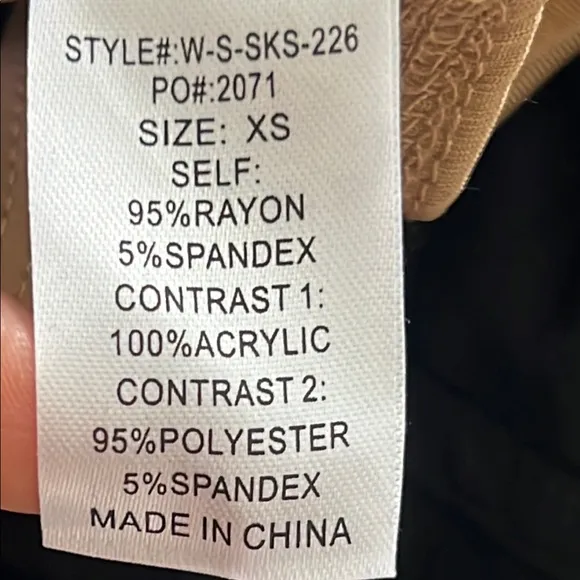 STYLE#:W-S-SKS-226
PO#:2071
SIZE: XS
SELF:
95%RAYON
5%SPANDEX
CONTRAST 1:
100%ACRYLIC
CONTRAST 2:
95%POLYESTER
5%SPANDEX
MADE IN CHINA